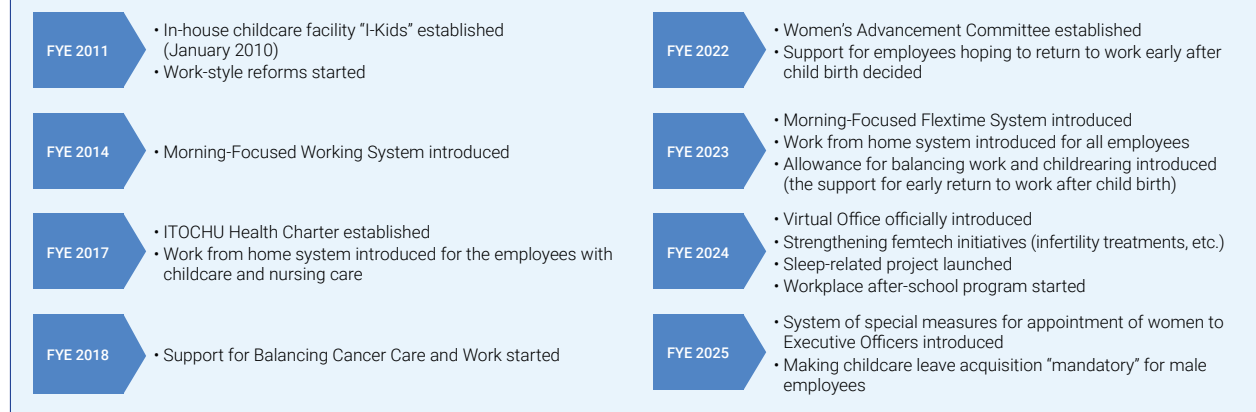 FYE 2011
• In-house childcare facility “I-Kids” established
(January 2010)
• Work-style reforms started
FYE 2014
• Morning-Focused Working System introduced
FYE 2017
• ITOCHU Health Charter established
• Work from home system introduced for the employees with
childcare and nursing care
FYE 2018
• Support for Balancing Cancer Care and Work started
FYE 2022
• Women’s Advancement Committee established
• Support for employees hoping to return to work early after
child birth decided
FYE 2023
• Morning-Focused Flextime System introduced
• Work from home system introduced for all employees
• Allowance for balancing work and childrearing introduced
(the support for early return to work after child birth)
FYE 2024
• Virtual Office officially introduced
• Strengthening femtech initiatives (infertility treatments, etc.)
• Sleep-related project launched
• Workplace after-school program started
FYE 2025
• System of special measures for appointment of women to
Executive Officers introduced
• Making childcare leave acquisition “mandatory” for male
employees